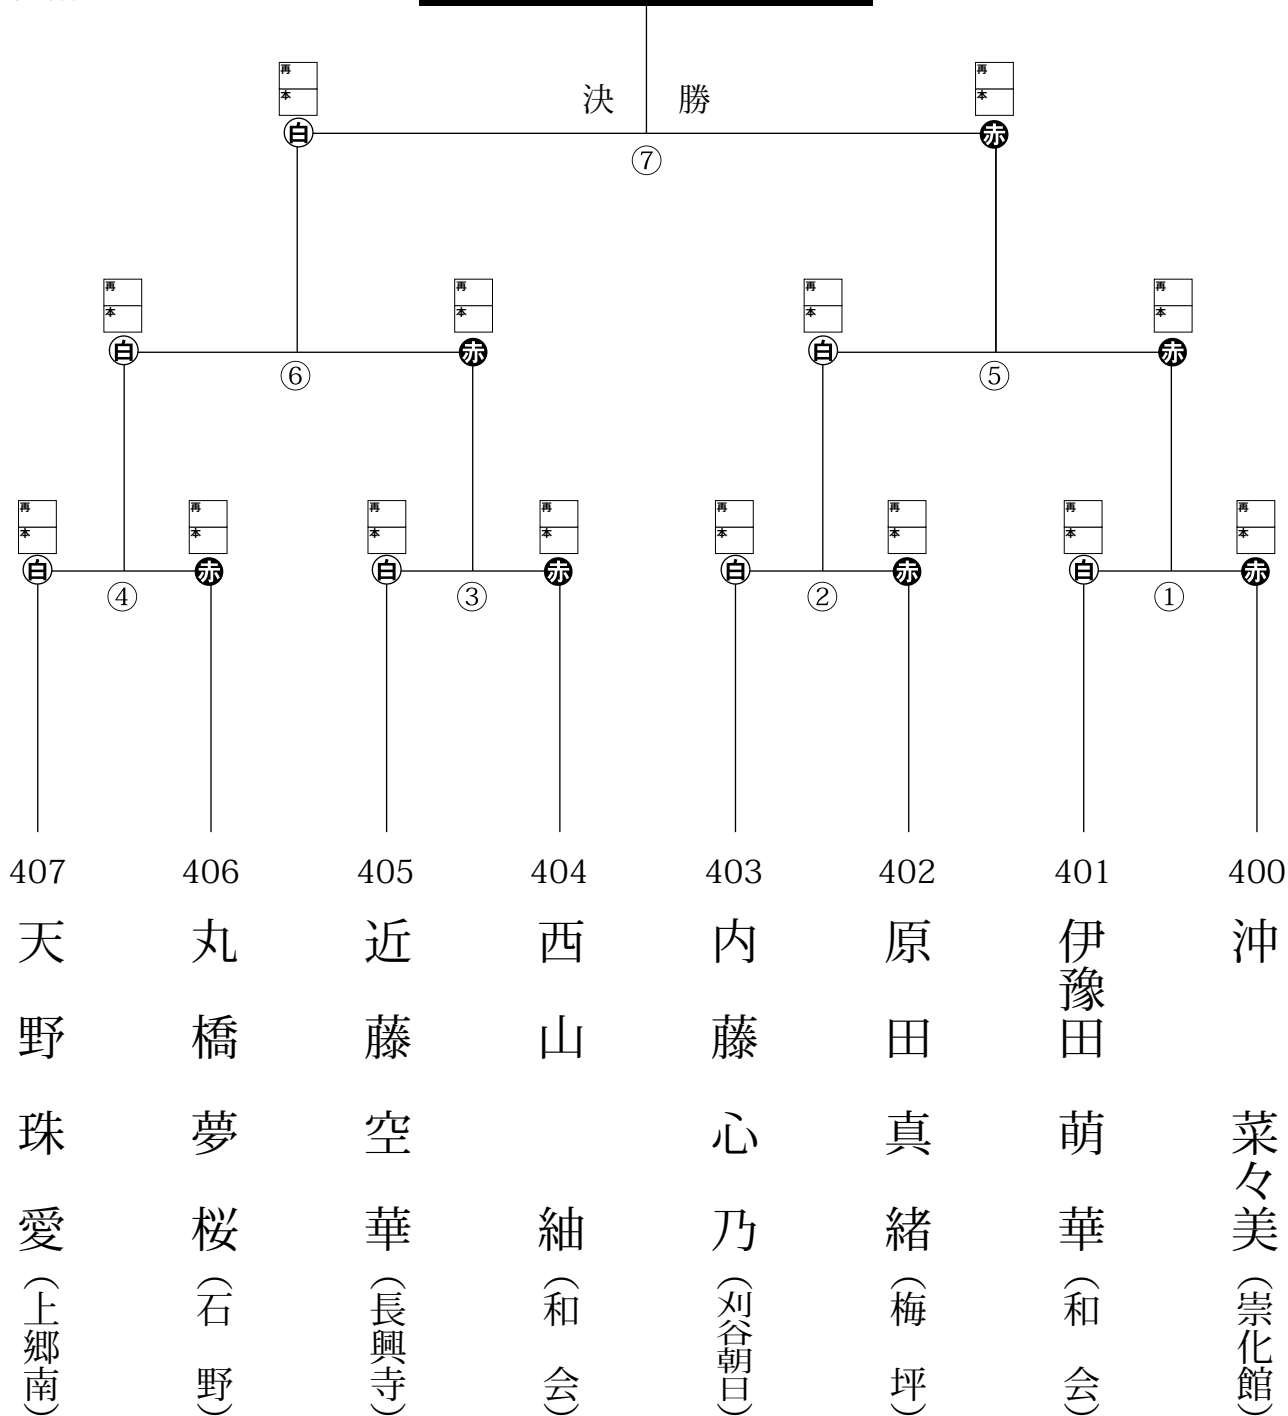 決 勝
再 再
本 本
白 赤
⑦
再 再 再 再
本 本 本 本
白 赤 白 赤
⑥ ⑤
再 再 再 再 再 再 再 再
本 本 本 本 本 本 本 本
白 赤 白 赤 白 赤 白 赤
④ ③ ② ①
400
沖 菜々美(崇化館)
401
伊豫田 萌華(和会)
402
原田真緒(梅坪)
403
内藤心乃(刈谷朝日)
404
西山 紬(和会)
405
近藤空華(長興寺)
406
丸橋夢桜(石野)
407
天野珠愛(上郷南)